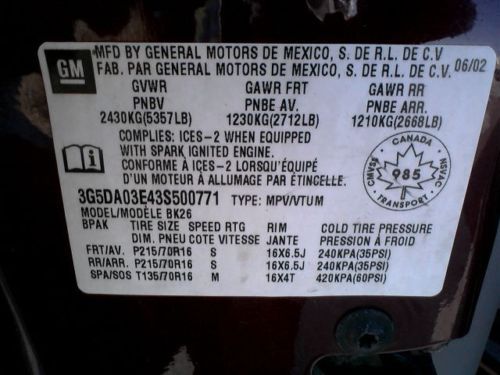 GM
MFD BY GENERAL MOTORS DE MEXICO, S. DE R.L. DE C.V
FAB. PAR GENERAL MOTORS DE MEXICO, S. DE R.L. DE C.V. 06/02
GVWR GAWR FRT GAWR RR
PNBV PNBE AV. PNBE ARR.
2430KG(5357LB) 1230KG(2712LB) 1210KG(2668LB)
COMPLIES: ICES-2 WHEN EQUIPPED
WITH SPARK IGNITED ENGINE.
CONFORME À ICES-2 LORSQU'ÉQUIPÉ
D'UN MOTEUR À ALLUMAGE PAR ÉTINCELLE.
CANADA
CMVSS 985 NSVAC
TRANSPORT
3G5DA03E43S500771 TYPE: MPV/VTUM
MODEL/MODÈLE BK26
BPAK TIRE SIZE SPEED RTG RIM COLD TIRE PRESSURE
DIM. PNEU COTE VITESSE JANTE PRESSION À FROID
FRT/AV. P215/70R16 S 16X6.5J 240KPA(35PSI)
RR/ARR. P215/70R16 S 16X6.5J 240KPA(35PSI)
SPA/SOS T135/70R16 M 16X4T 420KPA(60PSI)